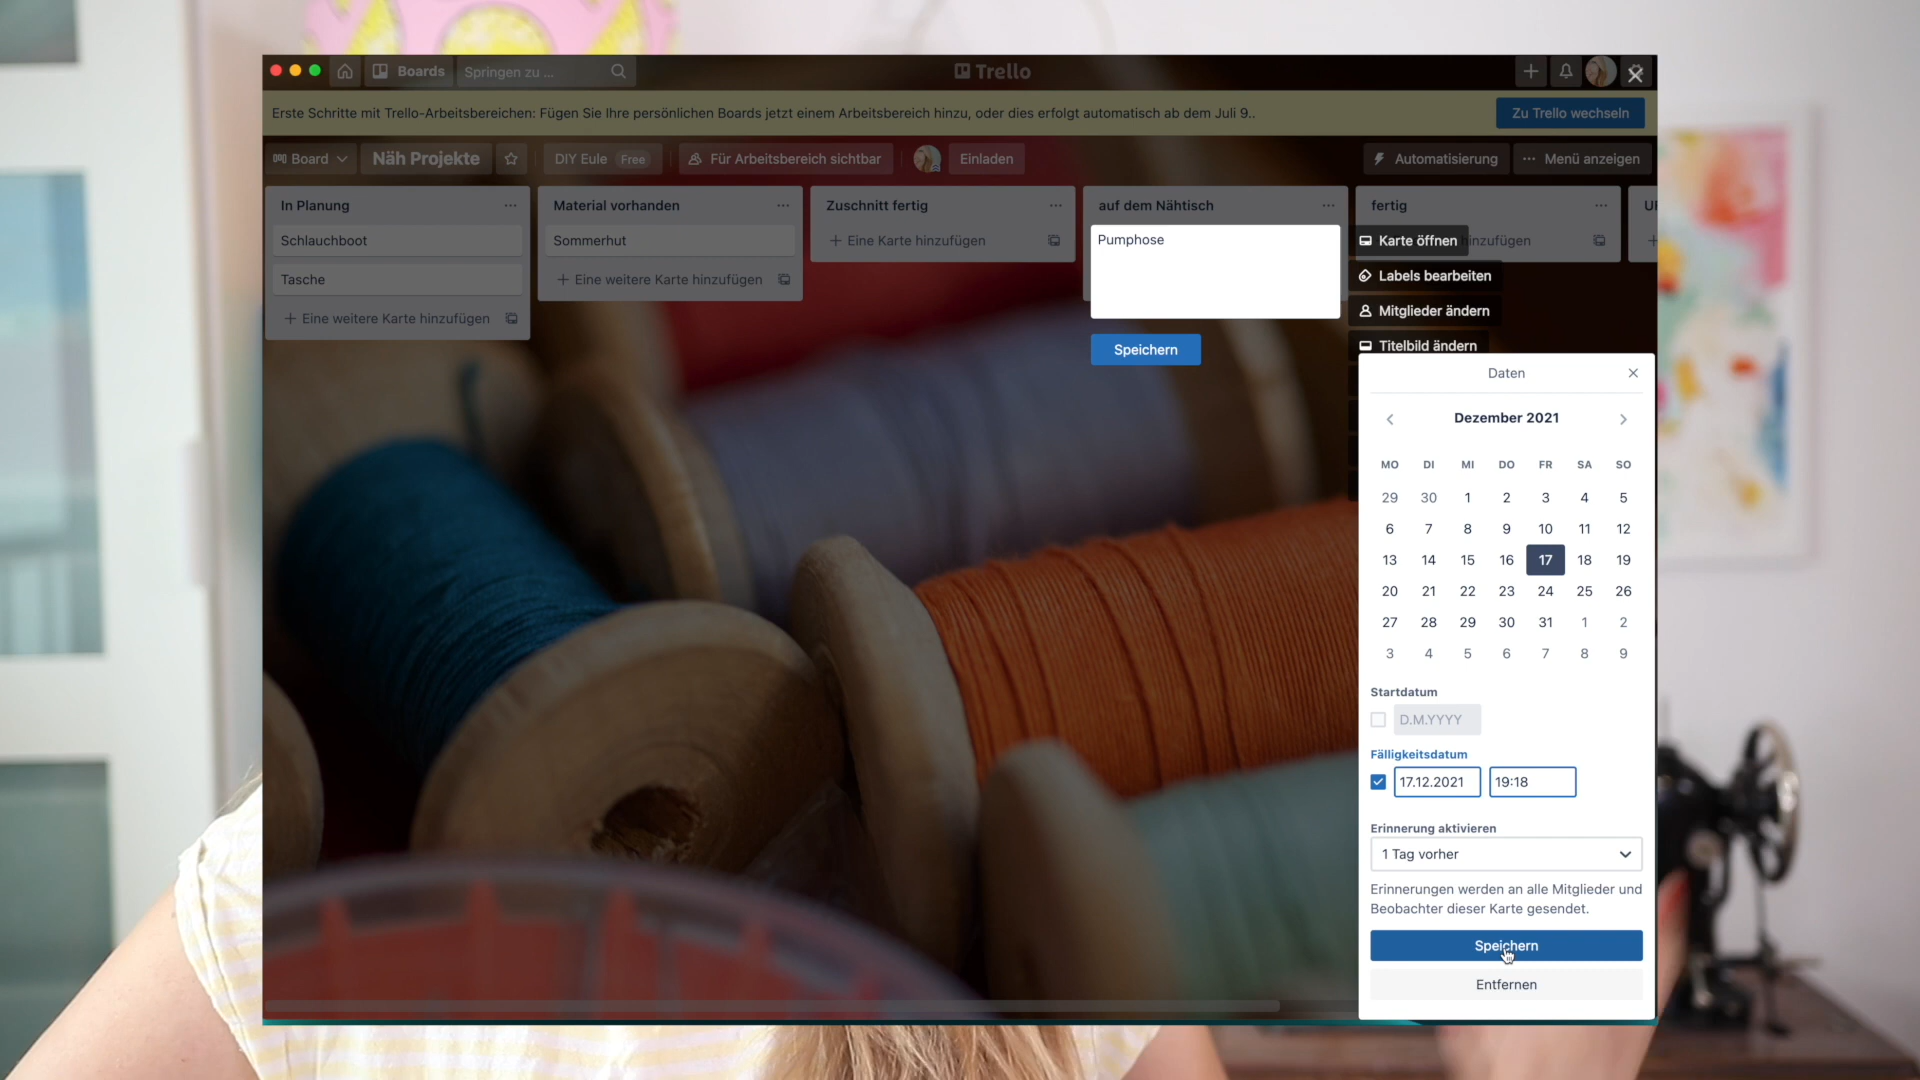 Boards
Springen zu ...
Trello
Erste Schritte mit Trello-Arbeitsbereichen: Fügen Sie Ihre persönlichen Boards jetzt einem Arbeitsbereich hinzu, oder dies erfolgt automatisch ab dem Juli 9..
Zu Trello wechseln
Board
Näh Projekte
DIY Eule Free
Für Arbeitsbereich sichtbar
Einladen
Automatisierung
Menü anzeigen
In Planung
Schlauchboot
Tasche
+ Eine weitere Karte hinzufügen
Material vorhanden
Sommerhut
+ Eine weitere Karte hinzufügen
Zuschnitt fertig
+ Eine Karte hinzufügen
auf dem Nähtisch
Pumphose
Speichern
fertig
Karte öffnen
Labels bearbeiten
Mitglieder ändern
Titelbild ändern
Daten
Dezember 2021
MO DI MI DO FR SA SO
29 30 1 2 3 4 5
6 7 8 9 10 11 12
13 14 15 16 17 18 19
20 21 22 23 24 25 26
27 28 29 30 31 1 2
3 4 5 6 7 8 9
Startdatum
D.M.YYYY
Fälligkeitsdatum
17.12.2021 19:18
Erinnerung aktivieren
1 Tag vorher
Erinnerungen werden an alle Mitglieder und
Beobachter dieser Karte gesendet.
Speichern
Entfernen